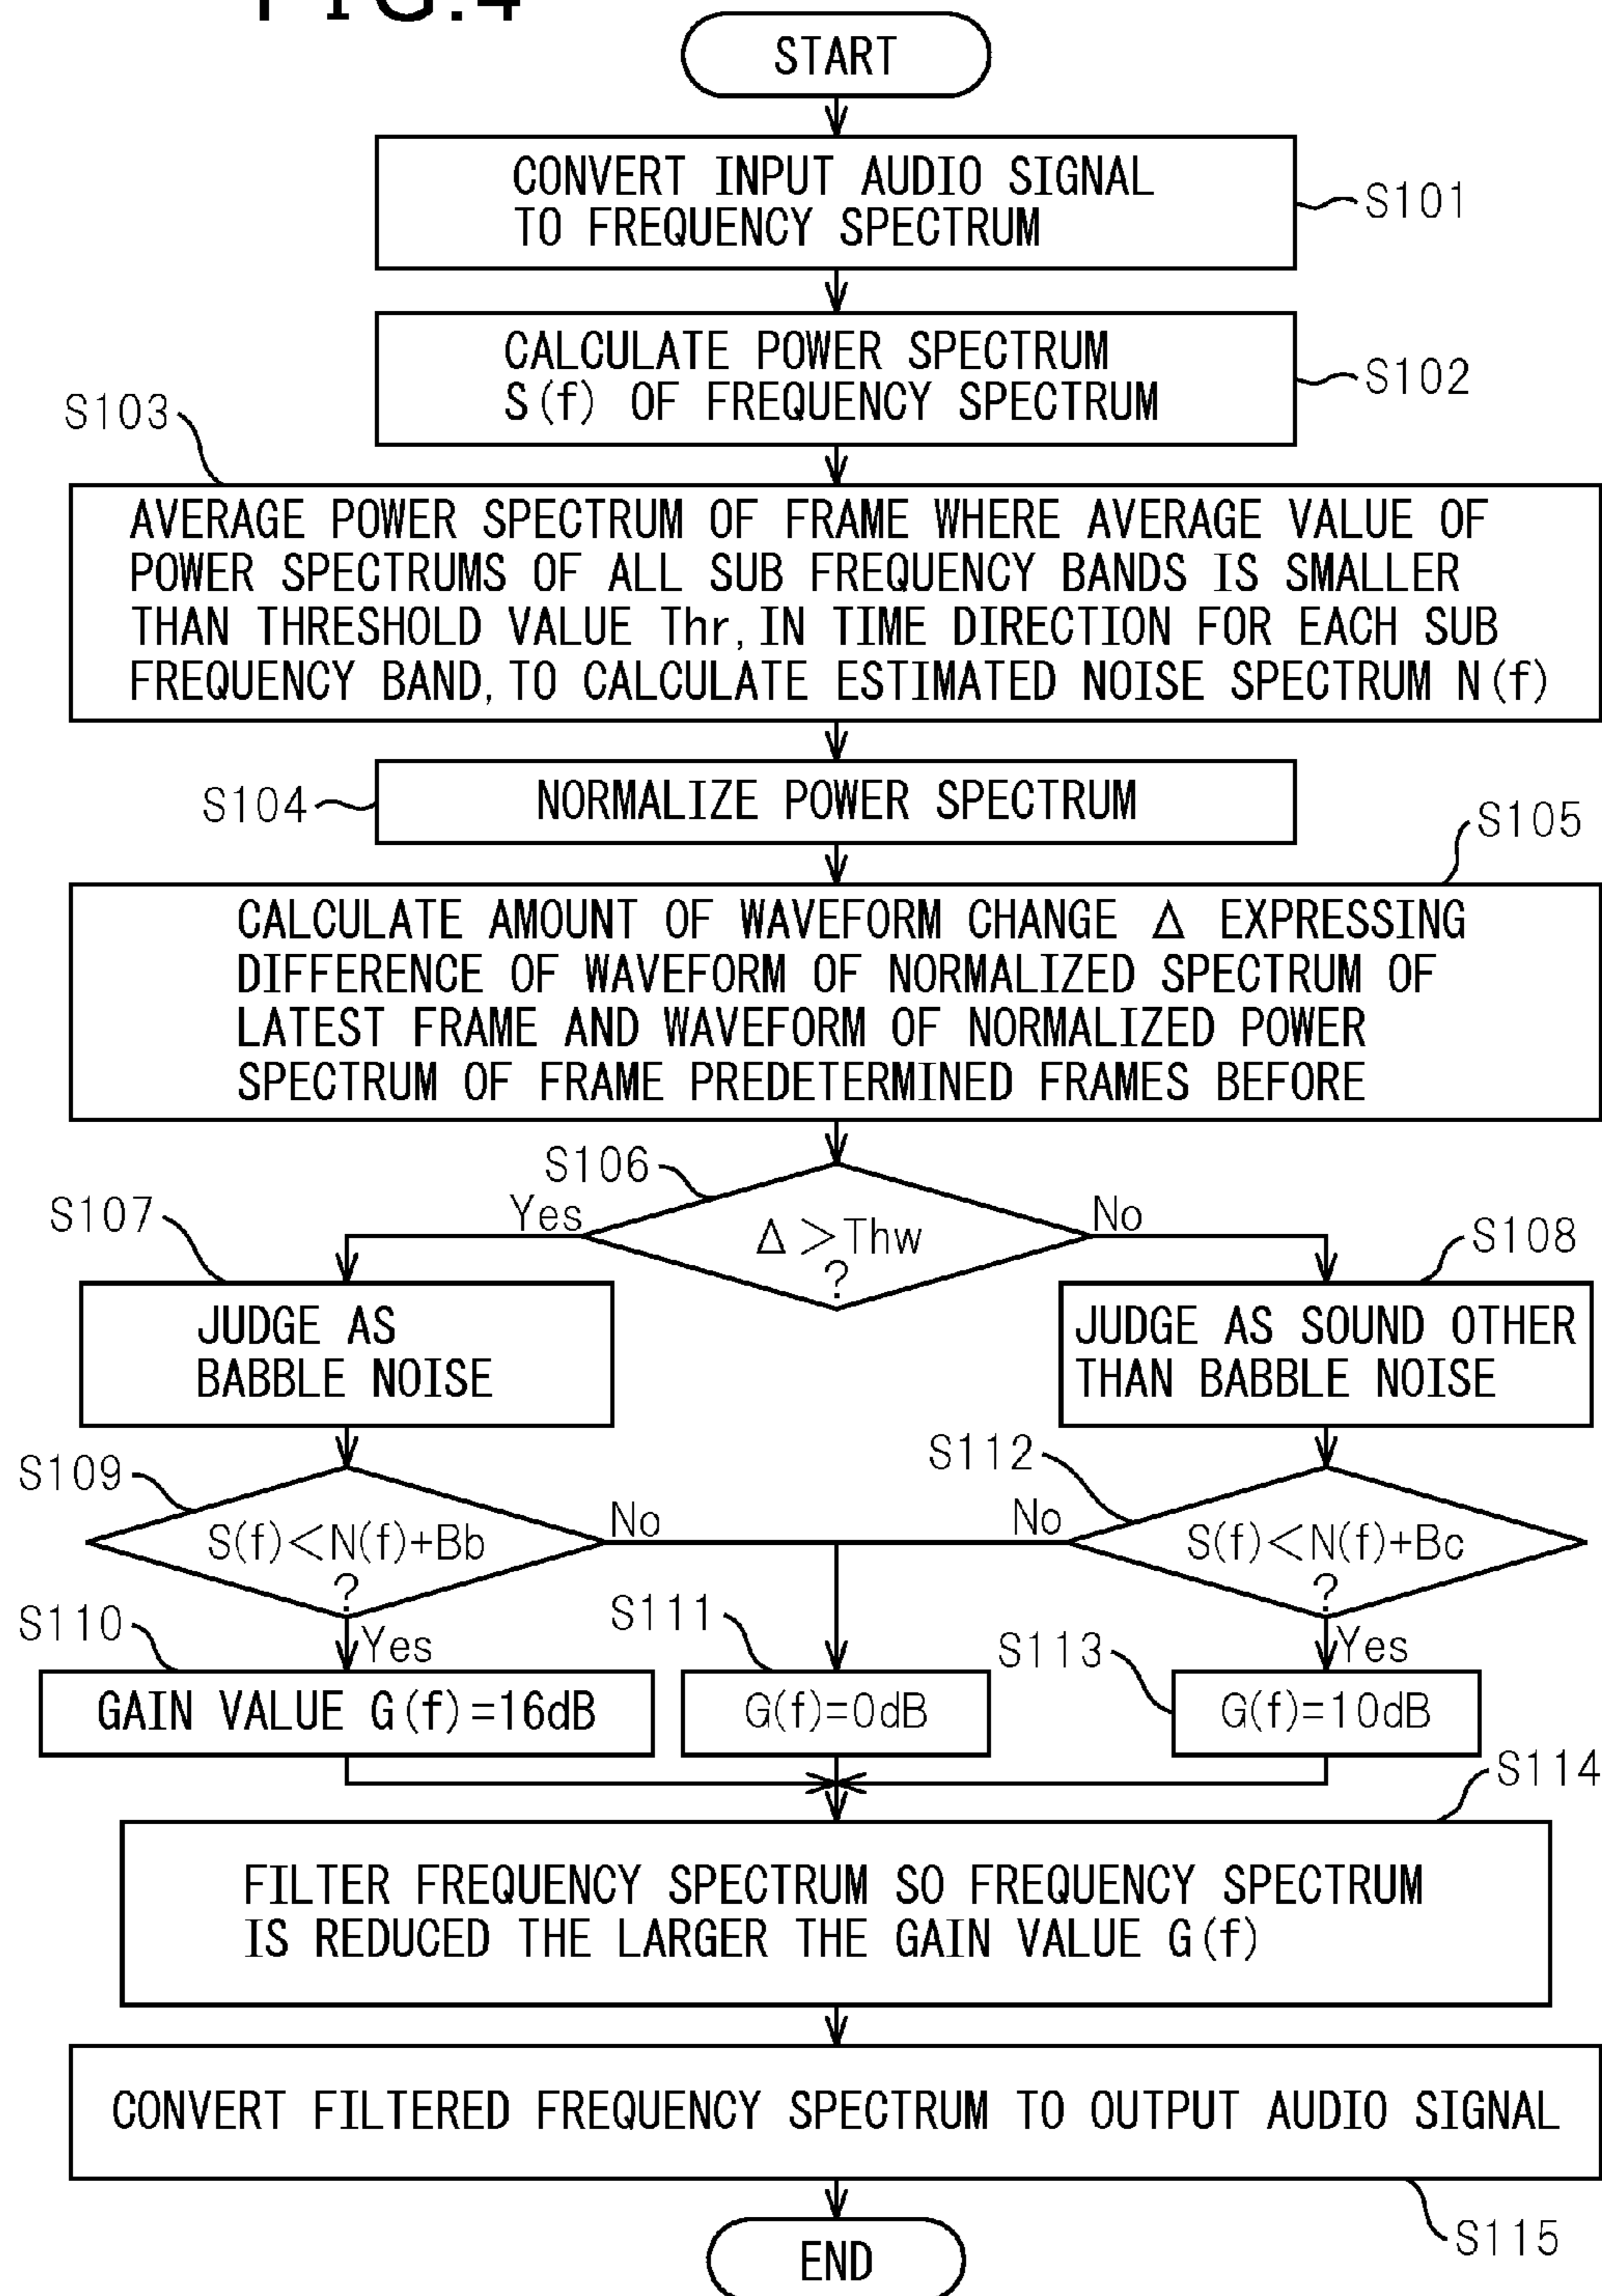 FIG.4
START
CONVERT INPUT AUDIO SIGNAL
TO FREQUENCY SPECTRUM
S101
CALCULATE POWER SPECTRUM
S(f) OF FREQUENCY SPECTRUM
S102
S103
AVERAGE POWER SPECTRUM OF FRAME WHERE AVERAGE VALUE OF
POWER SPECTRUMS OF ALL SUB FREQUENCY BANDS IS SMALLER
THAN THRESHOLD VALUE Thr, IN TIME DIRECTION FOR EACH SUB
FREQUENCY BAND, TO CALCULATE ESTIMATED NOISE SPECTRUM N(f)
S104
NORMALIZE POWER SPECTRUM
S105
CALCULATE AMOUNT OF WAVEFORM CHANGE Δ EXPRESSING
DIFFERENCE OF WAVEFORM OF NORMALIZED SPECTRUM OF
LATEST FRAME AND WAVEFORM OF NORMALIZED POWER
SPECTRUM OF FRAME PREDETERMINED FRAMES BEFORE
S106
Δ>Thw
?
Yes
No
S107
JUDGE AS
BABBLE NOISE
S108
JUDGE AS SOUND OTHER
THAN BABBLE NOISE
S109
S(f)<N(f)+Bb
?
No
S112
No
S(f)<N(f)+Bc
?
S110
Yes
GAIN VALUE G(f)=16dB
S111
G(f)=0dB
S113
Yes
G(f)=10dB
S114
FILTER FREQUENCY SPECTRUM SO FREQUENCY SPECTRUM
IS REDUCED THE LARGER THE GAIN VALUE G(f)
CONVERT FILTERED FREQUENCY SPECTRUM TO OUTPUT AUDIO SIGNAL
S115
END